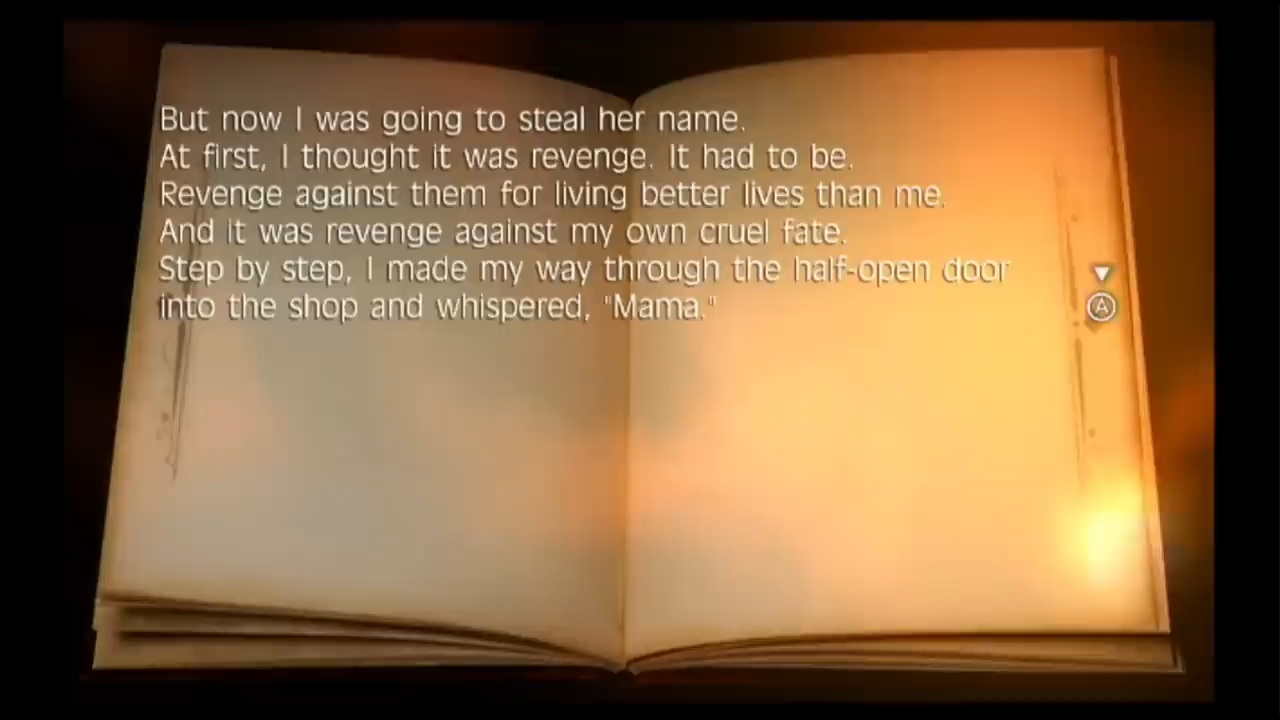 But now I was going to steal her name.
At first, I thought it was revenge. It had to be.
Revenge against them for living better lives than me.
And it was revenge against my own cruel fate.
Step by step, I made my way through the half-open door
into the shop and whispered, "Mama."
A